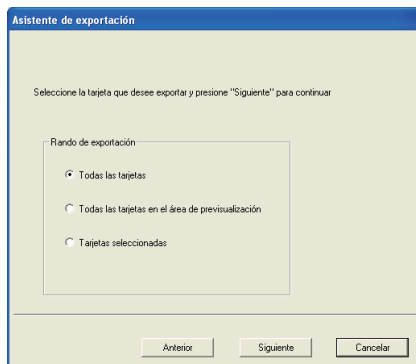 Asistente de exportación
Seleccione la tarjeta que desee exportar y presione "Siguiente" para continuar
Rando de exportación
Todas las tarjetas
Todas las tarjetas en el área de previsualización
Tarjetas seleccionadas
Anterior
Siguiente
Cancelar